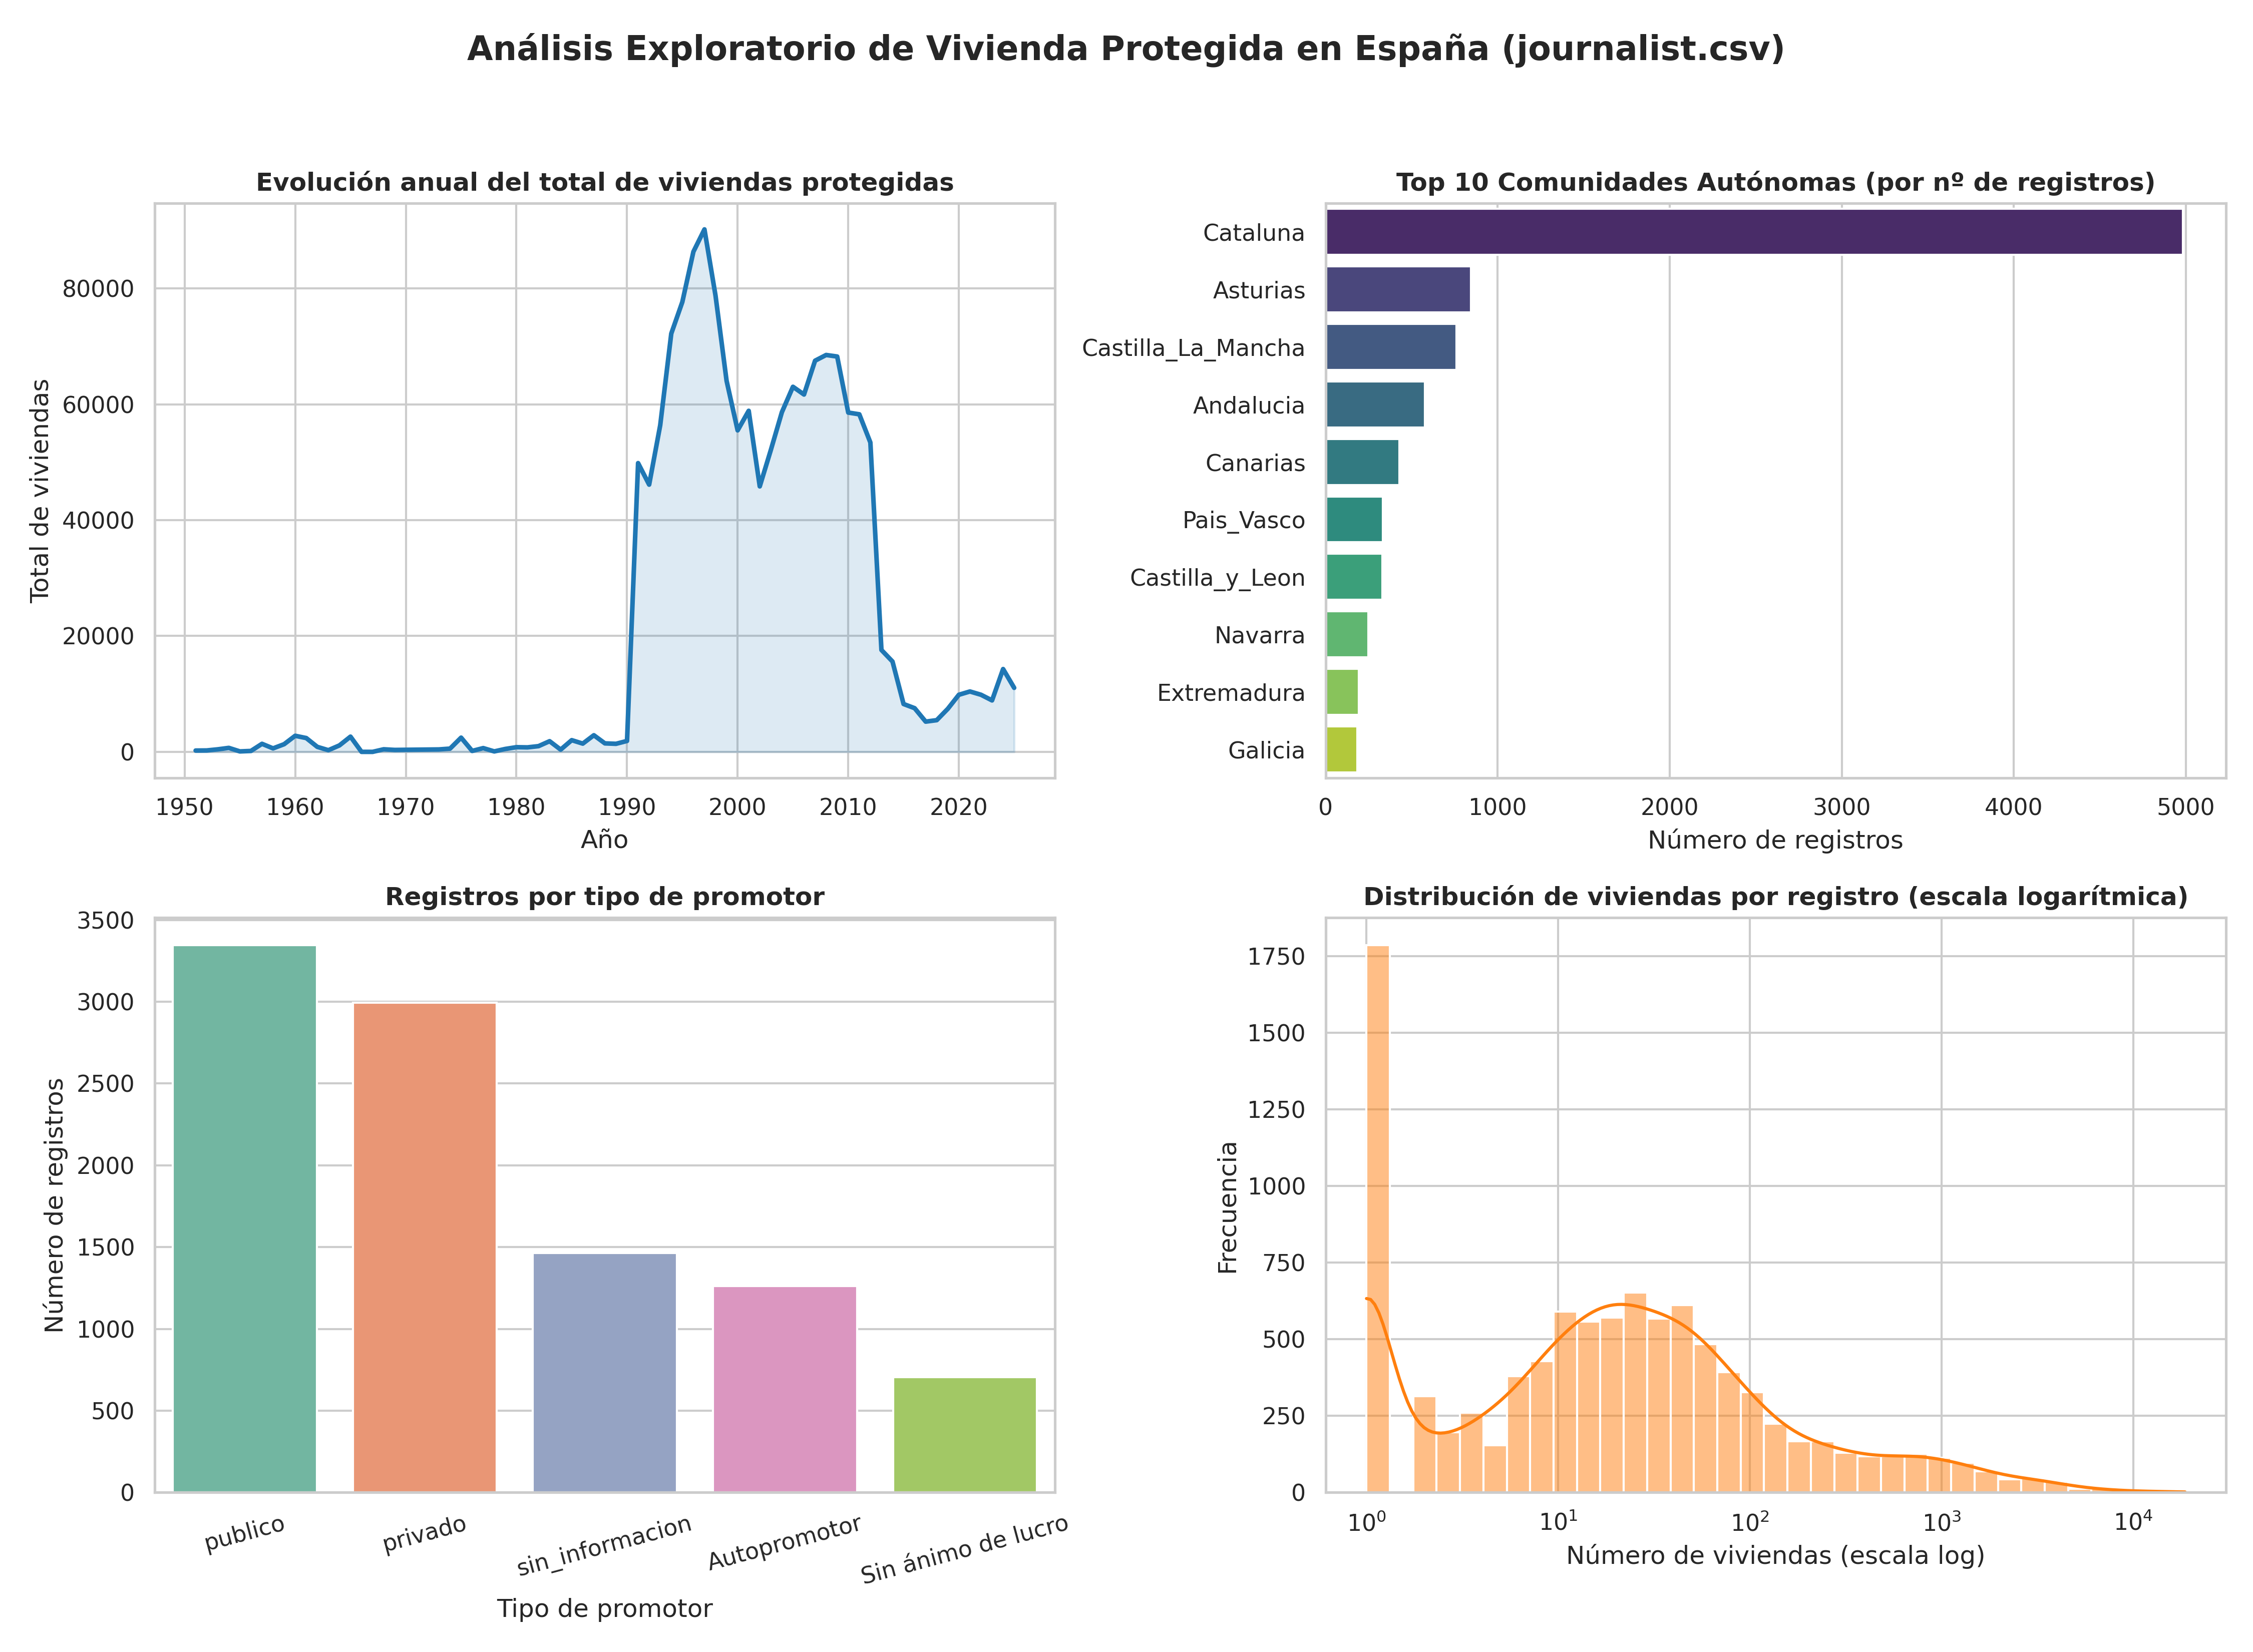 Análisis Exploratorio de Vivienda Protegida en España (journalist.csv)
Evolución anual del total de viviendas protegidas
Total de viviendas
80000
60000
40000
20000
0
1950 1960 1970 1980 1990 2000 2010 2020
Año
Top 10 Comunidades Autónomas (por nº de registros)
Cataluna
Asturias
Castilla_La_Mancha
Andalucia
Canarias
Pais_Vasco
Castilla_y_Leon
Navarra
Extremadura
Galicia
0 1000 2000 3000 4000 5000
Número de registros
Registros por tipo de promotor
Número de registros
3500
3000
2500
2000
1500
1000
500
0
publico privado sin_informacion Autopromotor Sin ánimo de lucro
Tipo de promotor
Distribución de viviendas por registro (escala logarítmica)
Frecuencia
1750
1500
1250
1000
750
500
250
0
10⁰ 10¹ 10² 10³ 10⁴
Número de viviendas (escala log)